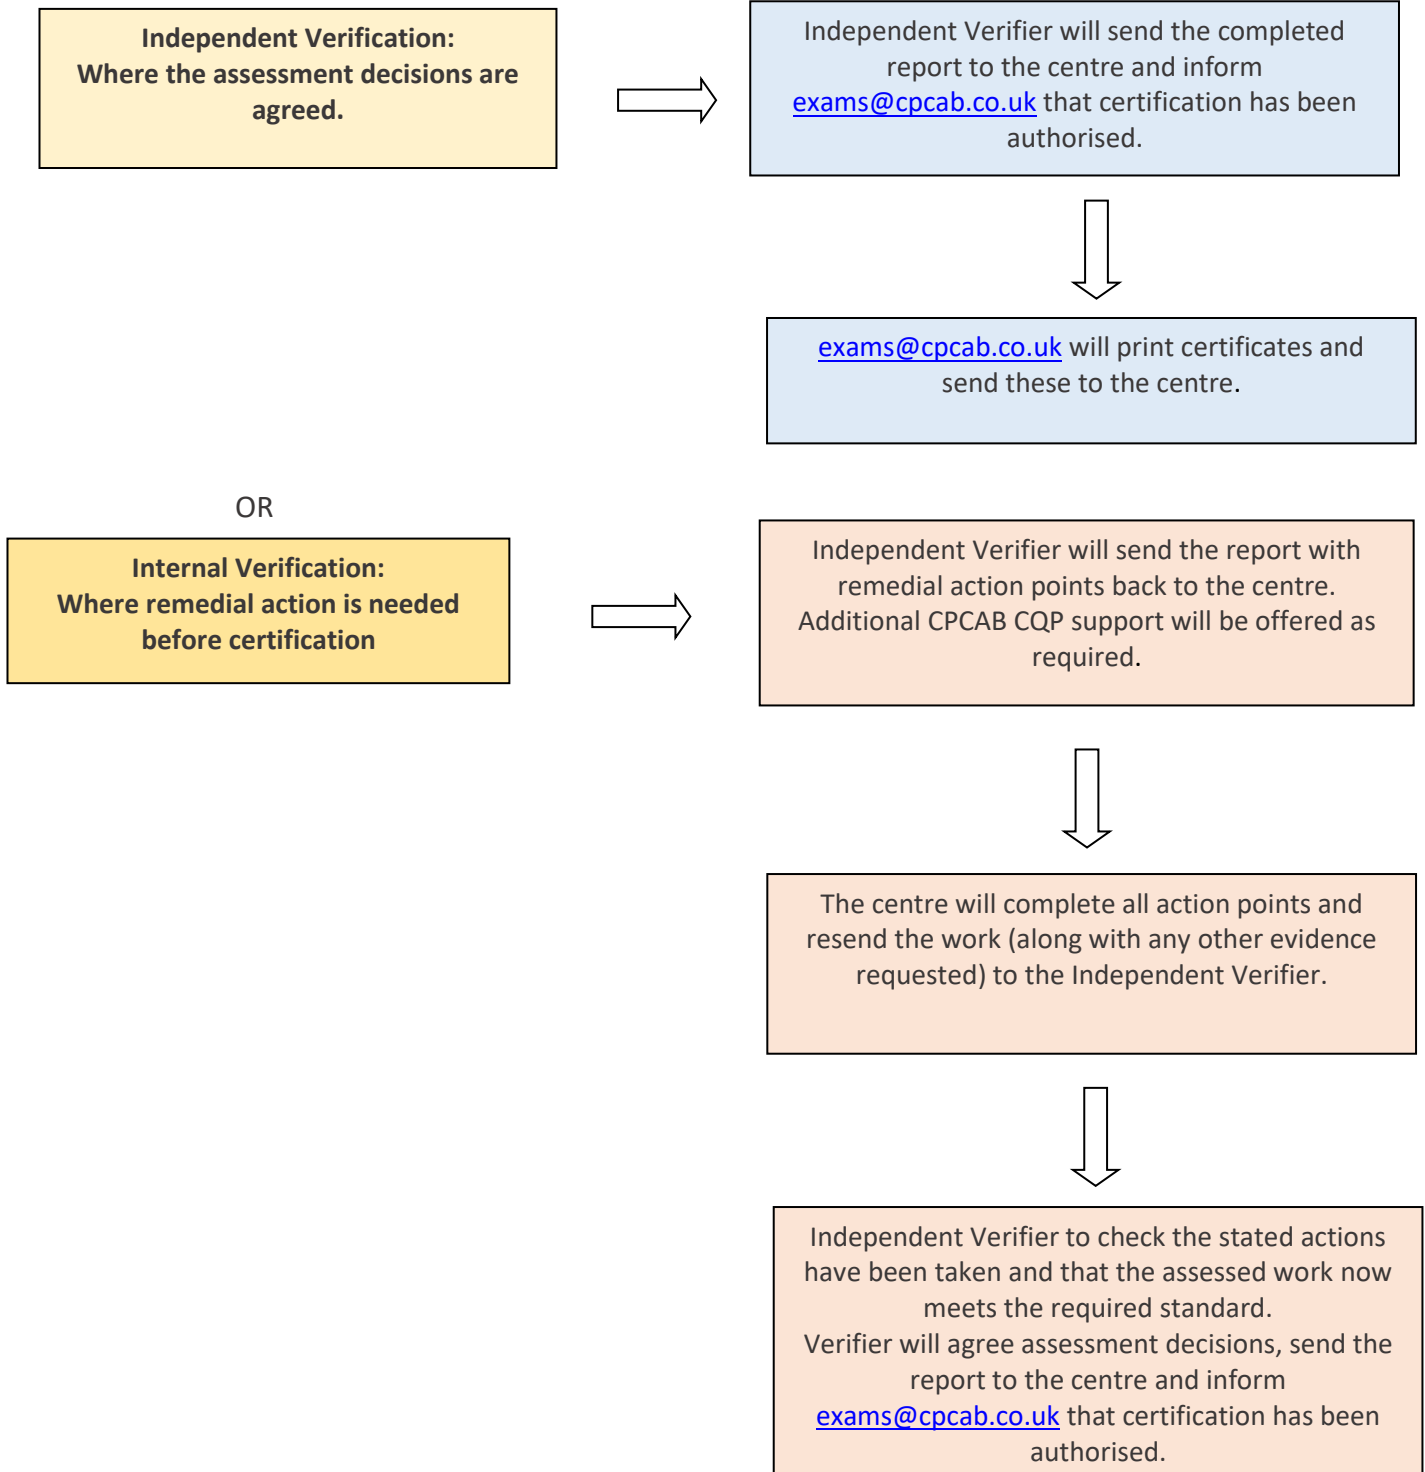 Independent Verification:
Where the assessment decisions are
agreed.
Independent Verifier will send the completed
report to the centre and inform
exams@cpcab.co.uk that certification has been
authorised.
exams@cpcab.co.uk will print certificates and
send these to the centre.
OR
Internal Verification:
Where remedial action is needed
before certification
Independent Verifier will send the report with
remedial action points back to the centre.
Additional CPCAB CQP support will be offered as
required.
The centre will complete all action points and
resend the work (along with any other evidence
requested) to the Independent Verifier.
Independent Verifier to check the stated actions
have been taken and that the assessed work now
meets the required standard.
Verifier will agree assessment decisions, send the
report to the centre and inform
exams@cpcab.co.uk that certification has been
authorised.